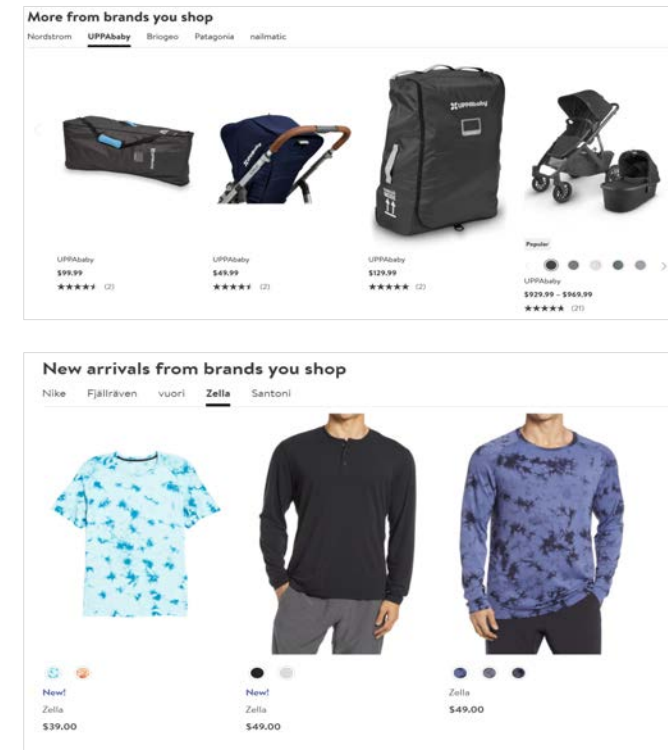 More from brands you shop
Nordstrom UPPAbaby Briogeo Patagonia nailmatic
UPPAbaby
UPPAbaby
Popular
UPPAbaby
$99.99
(2)
UPPAbaby
$49.99
(2)
UPPAbaby
$129.99
(2)
UPPAbaby
$929.99 – $969.99
(21)
New arrivals from brands you shop
Nike Fjällräven vuori Zella Santoni
New!
Zella
$39.00
New!
Zella
$49.00
Zella
$49.00